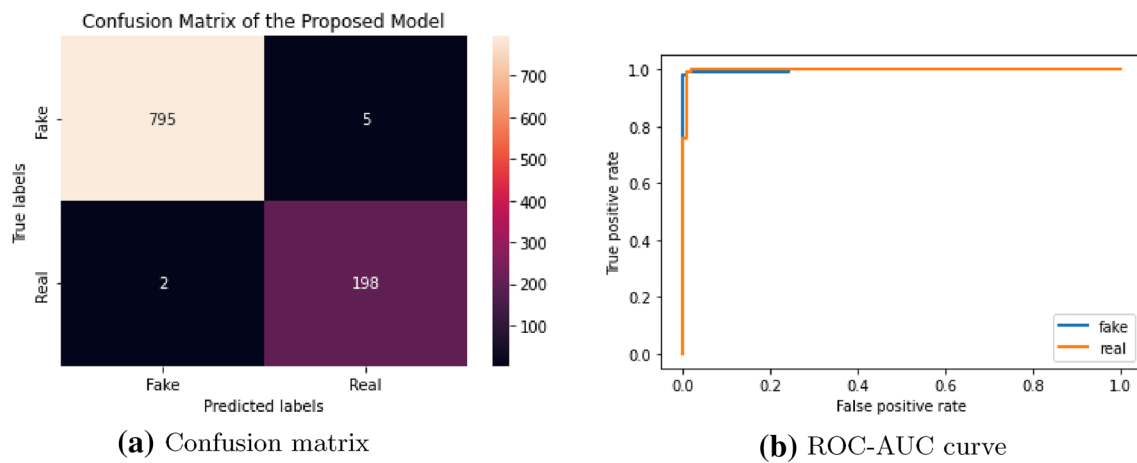 Confusion Matrix of the Proposed Model
Fake
Real
True labels
795
5
2
198
Fake
Real
Predicted labels
700
600
500
400
300
200
100
(a) Confusion matrix
1.0
0.8
0.6
0.4
0.2
0.0
True positive rate
0.0
0.2
0.4
0.6
0.8
1.0
False positive rate
fake
real
(b) ROC-AUC curve